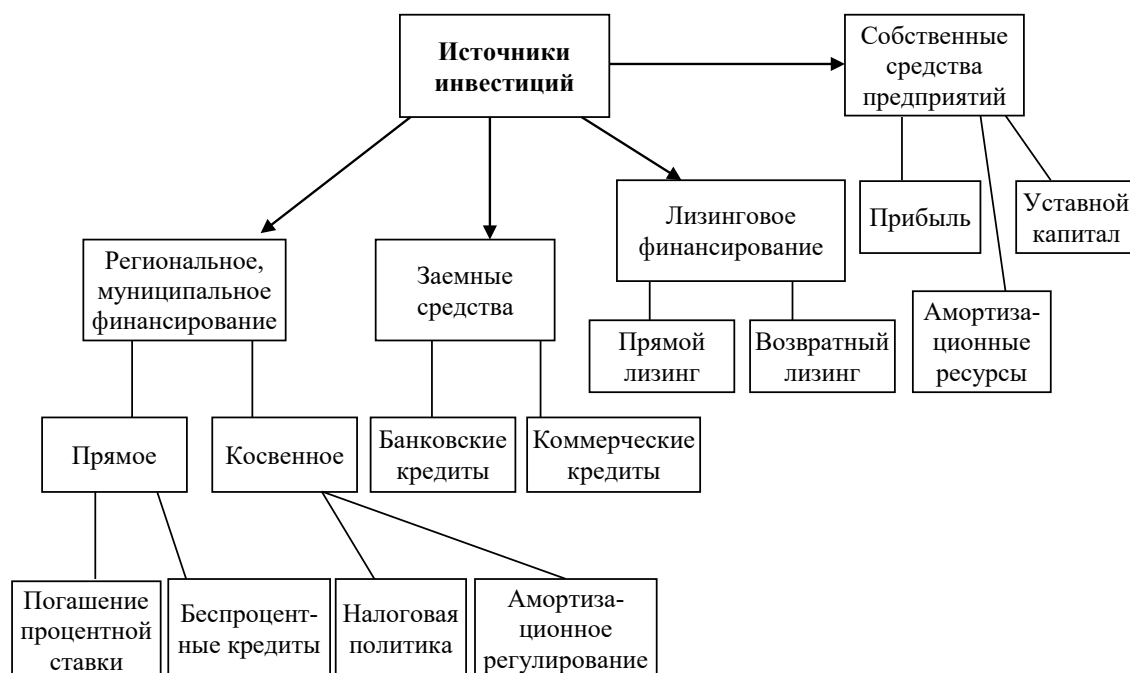 Источники
инвестиций
Собственные
средства
предприятий
Прибыль
Уставной
капитал
Лизинговое
финансирование
Региональное,
муниципальное
финансирование
Заемные
средства
Прямой
лизинг
Возвратный
лизинг
Амортиза-
ционные
ресурсы
Прямое
Косвенное
Банковские
кредиты
Коммерческие
кредиты
Погашение
процентной
ставки
Беспроцент-
ные кредиты
Налоговая
политика
Амортиза-
ционное
регулирование